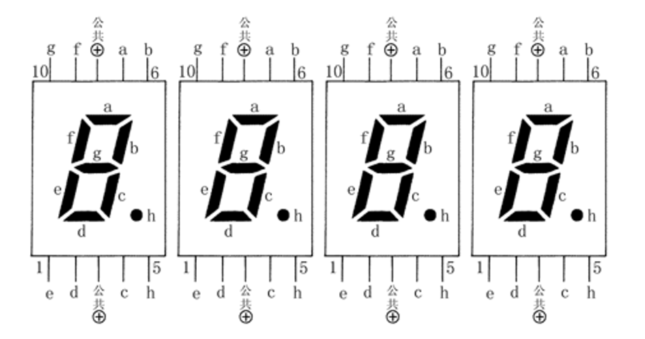 公 公 公 公
g f 共 a b g f 共 a b g f 共 a b g f 共 a b
10 6 10 6 10 6 10 6
a a a a
f b f b f b f b
g g g g
e c e c e c e c
h h h h
d d d d
1 5 1 5 1 5 1 5
e d 公 c h e d 公 c h e d 公 c h e d 公 c h
共 共 共 共